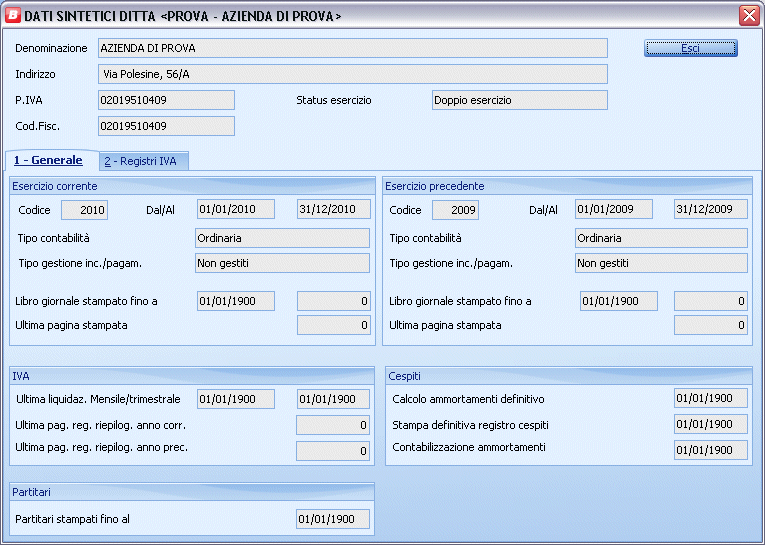 B DATI SINTETICI DITTA <PROVA - AZIENDA DI PROVA>
Denominazione AZIENDA DI PROVA Esci
Indirizzo Via Polesine, 56/A
P.IVA 02019510409 Status esercizio Doppio esercizio
Cod.Fisc. 02019510409
1 - Generale 2 - Registri IVA
Esercizio corrente
Codice 2010 Dal/Al 01/01/2010 31/12/2010
Tipo contabilità Ordinaria
Tipo gestione inc./pagam. Non gestiti
Libro giornale stampato fino a 01/01/1900 0
Ultima pagina stampata 0
Esercizio precedente
Codice 2009 Dal/Al 01/01/2009 31/12/2009
Tipo contabilità Ordinaria
Tipo gestione inc./pagam. Non gestiti
Libro giornale stampato fino a 01/01/1900 0
Ultima pagina stampata 0
IVA
Ultima liquidaz. Mensile/trimestrale 01/01/1900 01/01/1900
Ultima pag. reg. riepilog. anno corr. 0
Ultima pag. reg. riepilog. anno prec. 0
Cespiti
Calcolo ammortamenti definitivo 01/01/1900
Stampa definitiva registro cespiti 01/01/1900
Contabilizzazione ammortamenti 01/01/1900
Partitari
Partitari stampati fino al 01/01/1900